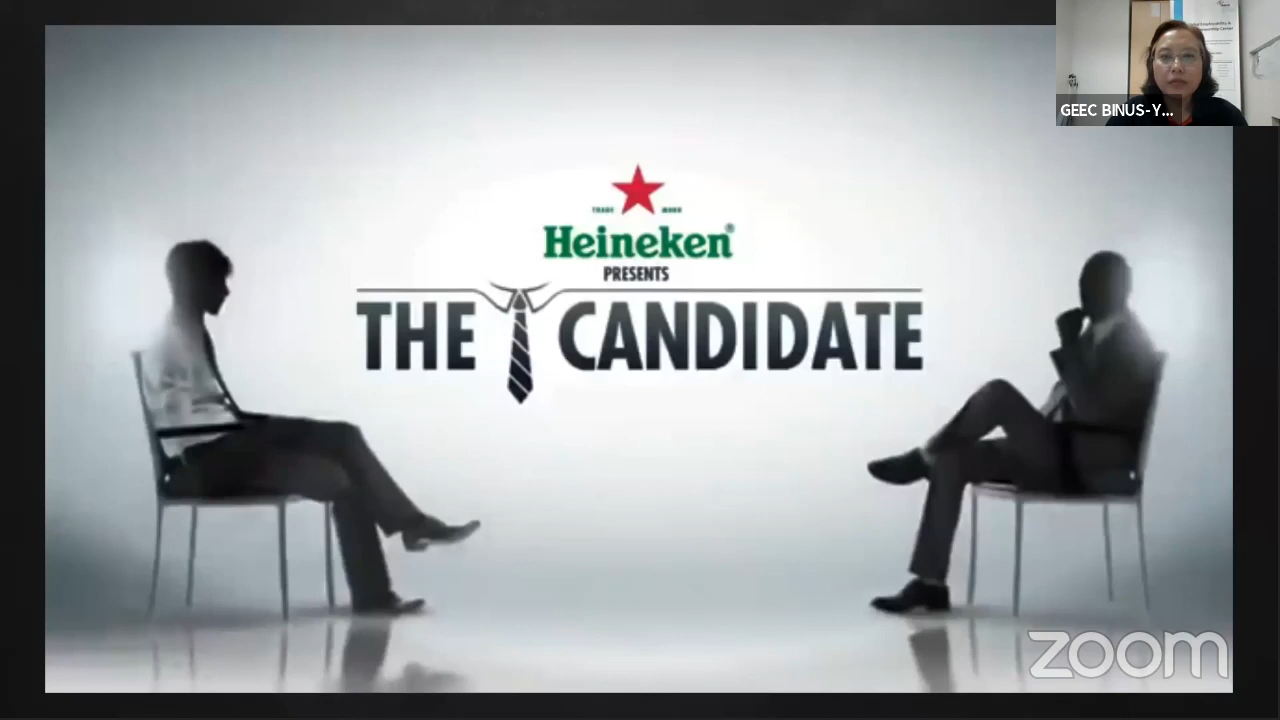 TRADE MARK
Heineken®
PRESENTS
THE CANDIDATE
GEEC BINUS-Y...
zoom